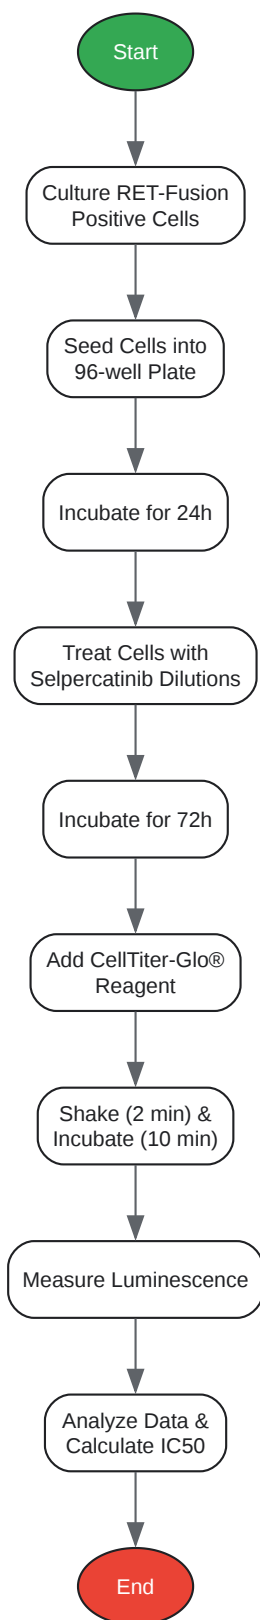 Start
Culture RET-Fusion
Positive Cells
Seed Cells into
96-well Plate
Incubate for 24h
Treat Cells with
Selpercatinib Dilutions
Incubate for 72h
Add CellTiter-Glo®
Reagent
Shake (2 min) &
Incubate (10 min)
Measure Luminescence
Analyze Data &
Calculate IC50
End